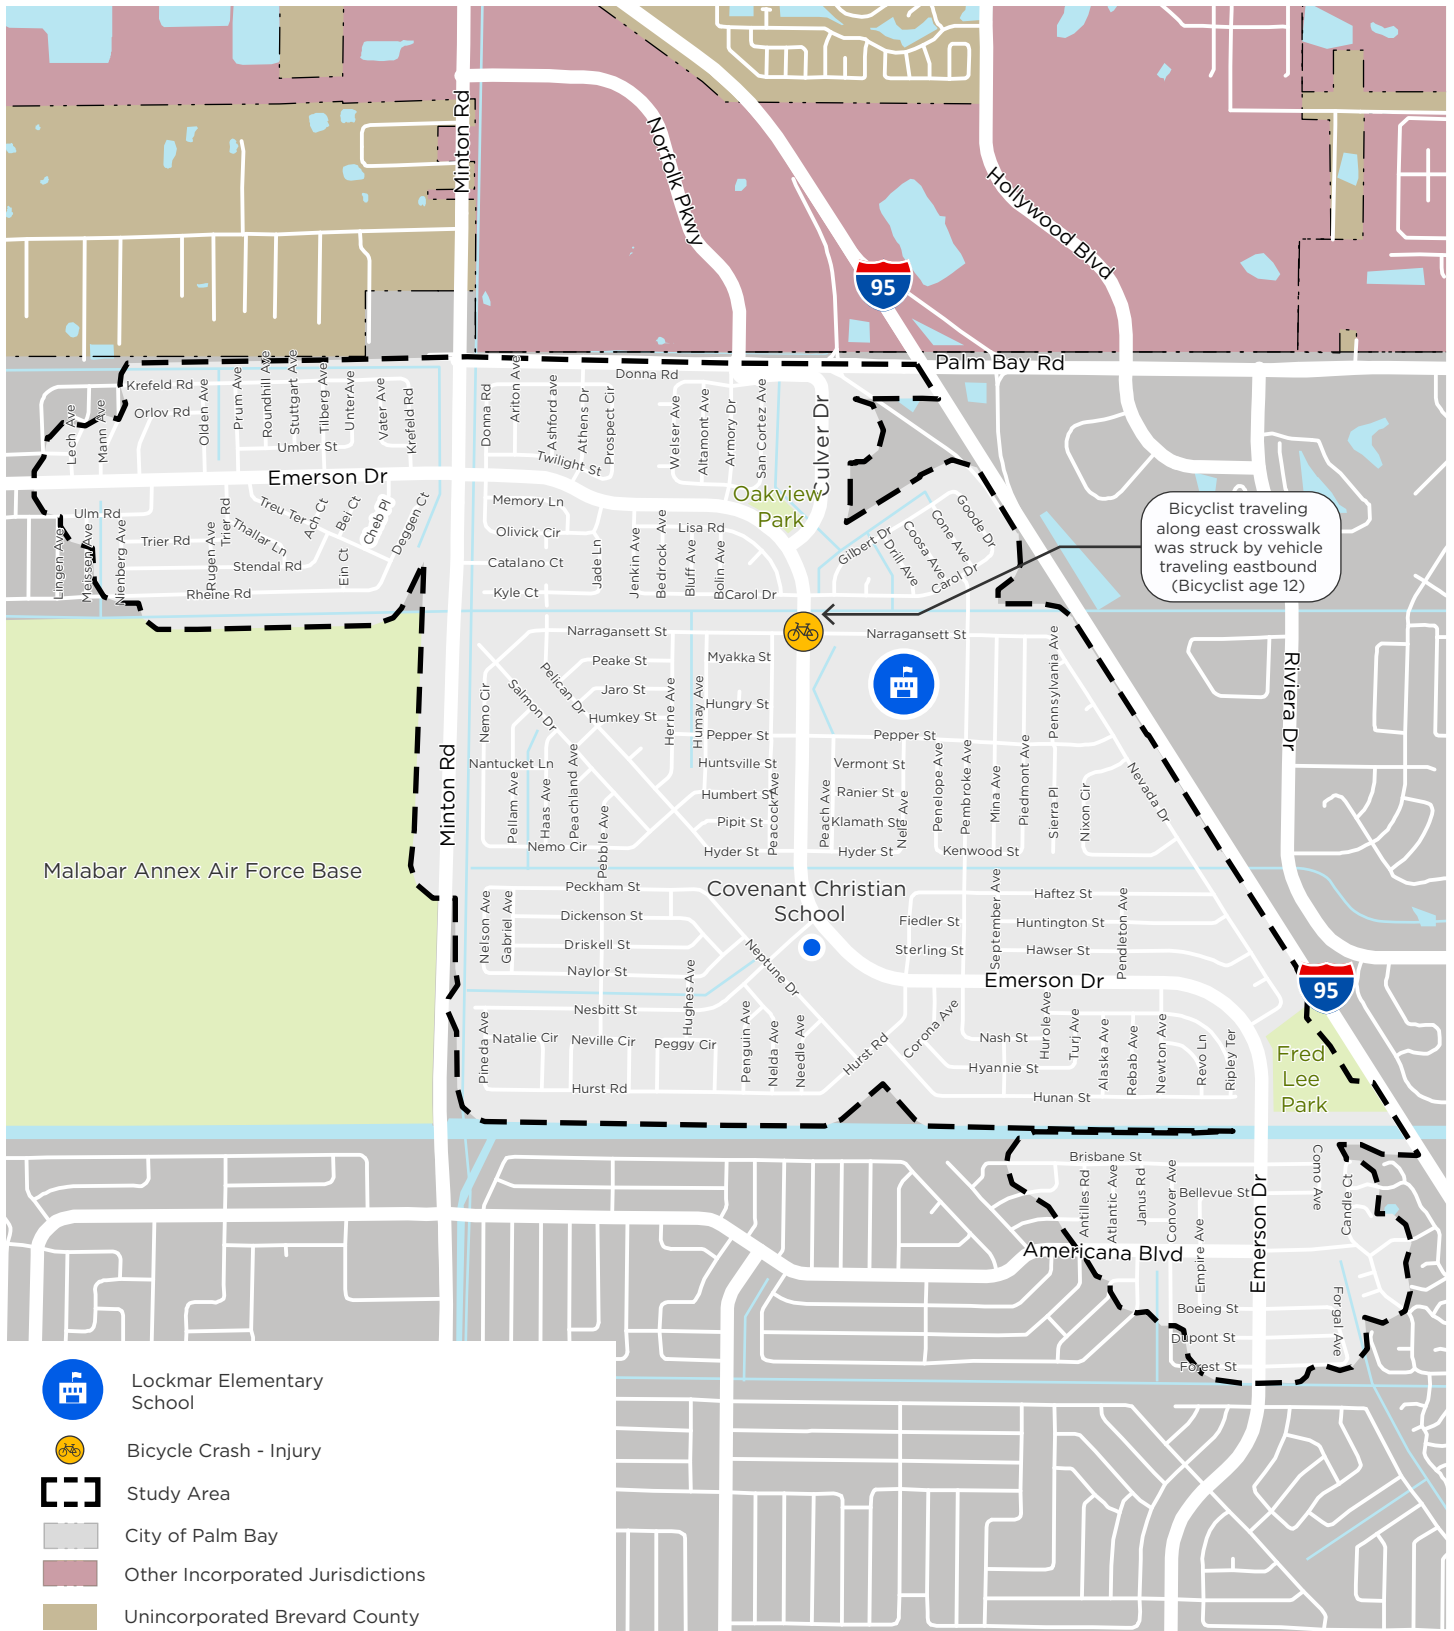 Minton Rd
Norfolk Pkwy
Hollywood Blvd
95
Palm Bay Rd
Krefeld Rd
Orlov Rd
Lech Ave
Mann Ave
Olden Ave
Prum Ave
Roundhill Ave
Stuttgart Ave
Tilberg Ave
UnterAve
Vater Ave
Krefeld Rd
Umber St
Emerson Dr
Donna Rd
Donna Rd
Ariton Ave
Ashford ave
Athens Dr
Prospect Cir
Twilight St
Welser Ave
Altamont Ave
Armory Dr
San Cortez Ave
Culver Dr
Oakview
Park
Ulm Rd
Trier Rd
Lingen Ave
Meissen Ave
Nienberg Ave
Rugen Ave
Trier Rd
Treu Ter
Thallar Ln
Ach Ct
Bei Ct
Cheb Pl
Deggen Ct
Stendal Rd
Ein Ct
Rheine Rd
Memory Ln
Olivick Cir
Catalano Ct
Kyle Ct
Jade Ln
Jenkin Ave
Bedrock Ave
Lisa Rd
Bluff Ave
Bolin Ave
Carol Dr
Gilbert Dr
Drill Ave
Coosa Ave
Cone Ave
Goode Dr
Carol Dr
Bicyclist traveling
along east crosswalk
was struck by vehicle
traveling eastbound
(Bicyclist age 12)
Narragansett St
Narragansett St
Peake St
Myakka St
Pelican Dr
Salmon Dr
Jaro St
Humkey St
Nemo Cir
Herne Ave
Humay Ave
Hungry St
Pepper St
Pepper St
Pennsylvania Ave
Riviera Dr
Minton Rd
Nantucket Ln
Pellam Ave
Haas Ave
Peachland Ave
Pebble Ave
Nemo Cir
Huntsville St
Humbert St
Pipit St
Hyder St
Peacock Ave
Peach Ave
Vermont St
Ranier St
Klamath St
Hyder St
Nele Ave
Penelope Ave
Pembroke Ave
Mina Ave
Piedmont Ave
Sierra Pl
Nixon Cir
Nevada Dr
Kenwood St
Malabar Annex Air Force Base
Peckham St
Dickenson St
Driskell St
Naylor St
Nelson Ave
Gabriel Ave
Covenant Christian
School
Neptune Dr
Fiedler St
Sterling St
September Ave
Haftez St
Huntington St
Hawser St
Pendleton Ave
Emerson Dr
95
Nesbitt St
Pineda Ave
Natalie Cir
Neville Cir
Peggy Cir
Hughes Ave
Penguin Ave
Nelda Ave
Needle Ave
Hurst Rd
Hurst Rd
Corona Ave
Nash St
Hyannie St
Hunan St
Hurole Ave
Turj Ave
Alaska Ave
Rebab Ave
Newton Ave
Revo Ln
Ripley Ter
Fred
Lee
Park
Brisbane St
Bellevue St
Antilles Rd
Atlantic Ave
Janus Rd
Conover Ave
Empire Ave
Emerson Dr
Como Ave
Candle Ct
Americana Blvd
Boeing St
Dupont St
Forest St
Forgal Ave
Lockmar Elementary
School
Bicycle Crash - Injury
Study Area
City of Palm Bay
Other Incorporated Jurisdictions
Unincorporated Brevard County